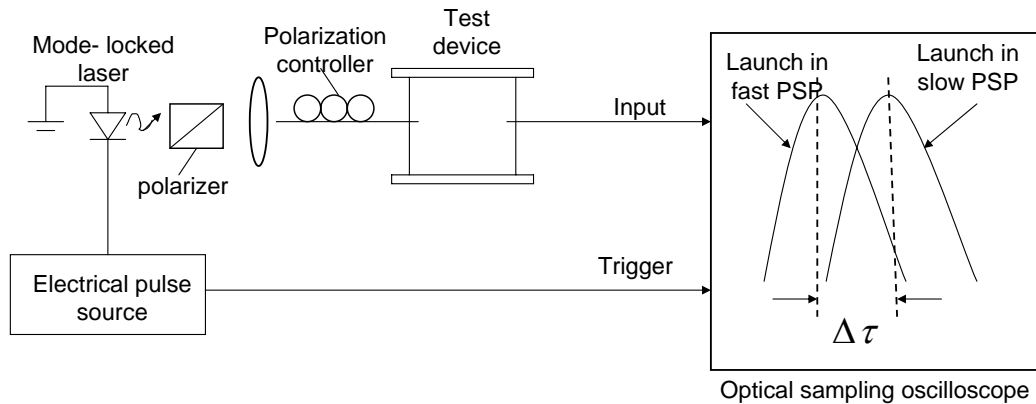 Mode- locked
laser
Polarization
controller
Test
device
polarizer
Electrical pulse
source
Input
Trigger
Launch in
fast PSP
Launch in
slow PSP
Δτ
Optical sampling oscilloscope